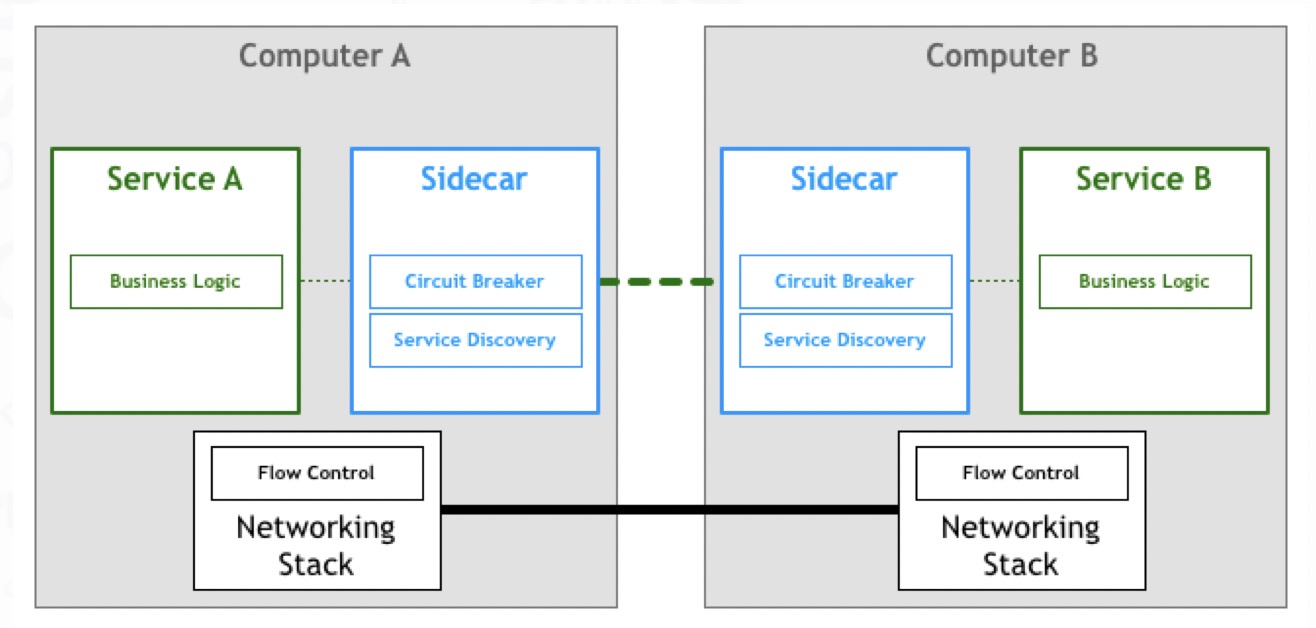 Computer A
Service A
Business Logic
Sidecar
Circuit Breaker
Service Discovery
Flow Control
Networking
Stack
Computer B
Sidecar
Circuit Breaker
Service Discovery
Service B
Business Logic
Flow Control
Networking
Stack